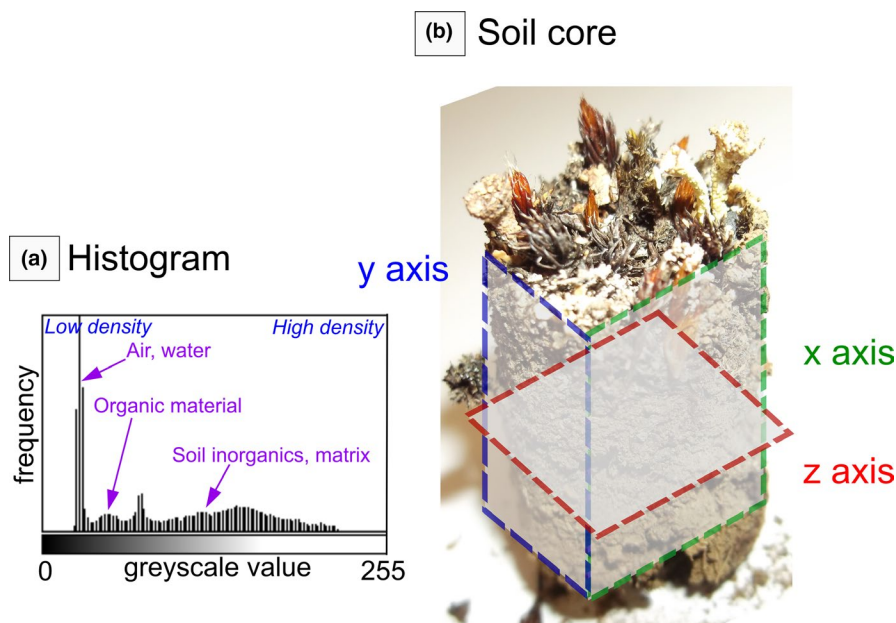 (b) Soil core
(a) Histogram
y axis
x axis
z axis
Low density
High density
Air, water
Organic material
Soil inorganics, matrix
frequency
0
greyscale value
255